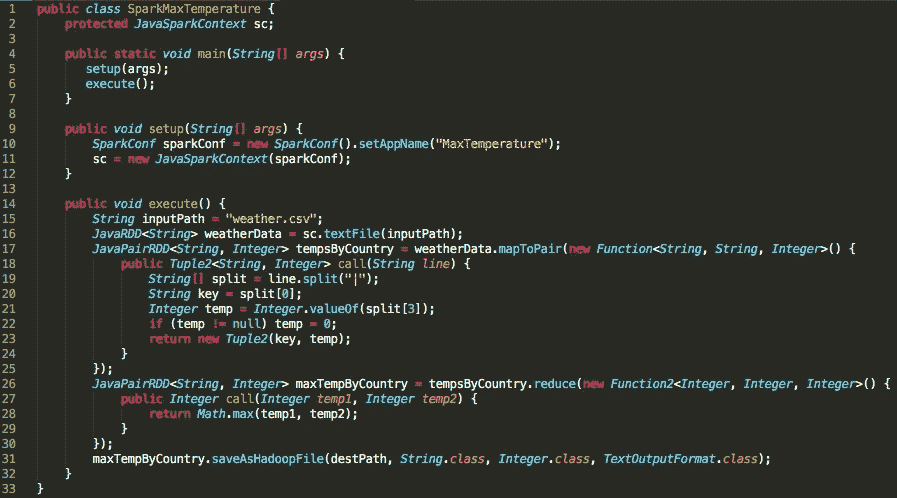 1 public class SparkMaxTemperature {
2 protected JavaSparkContext sc;
3
4 public static void main(String[] args) {
5 setup(args);
6 execute();
7 }
8
9 public void setup(String[] args) {
10 SparkConf sparkConf = new SparkConf().setAppName("MaxTemperature");
11 sc = new JavaSparkContext(sparkConf);
12 }
13
14 public void execute() {
15 String inputPath = "weather.csv";
16 JavaRDD<String> weatherData = sc.textFile(inputPath);
17 JavaPairRDD<String, Integer> tempsByCountry = weatherData.mapToPair(new Function<String, String, Integer>() {
18 public Tuple2<String, Integer> call(String line) {
19 String[] split = line.split("|");
20 String key = split[0];
21 Integer temp = Integer.valueOf(split[3]);
22 if (temp != null) temp = 0;
23 return new Tuple2(key, temp);
24 }
25 });
26 JavaPairRDD<String, Integer> maxTempByCountry = tempsByCountry.reduce(new Function2<Integer, Integer, Integer>() {
27 public Integer call(Integer temp1, Integer temp2) {
28 return Math.max(temp1, temp2);
29 }
30 });
31 maxTempByCountry.saveAsHadoopFile(destPath, String.class, Integer.class, TextOutputFormat.class);
32 }
33 }